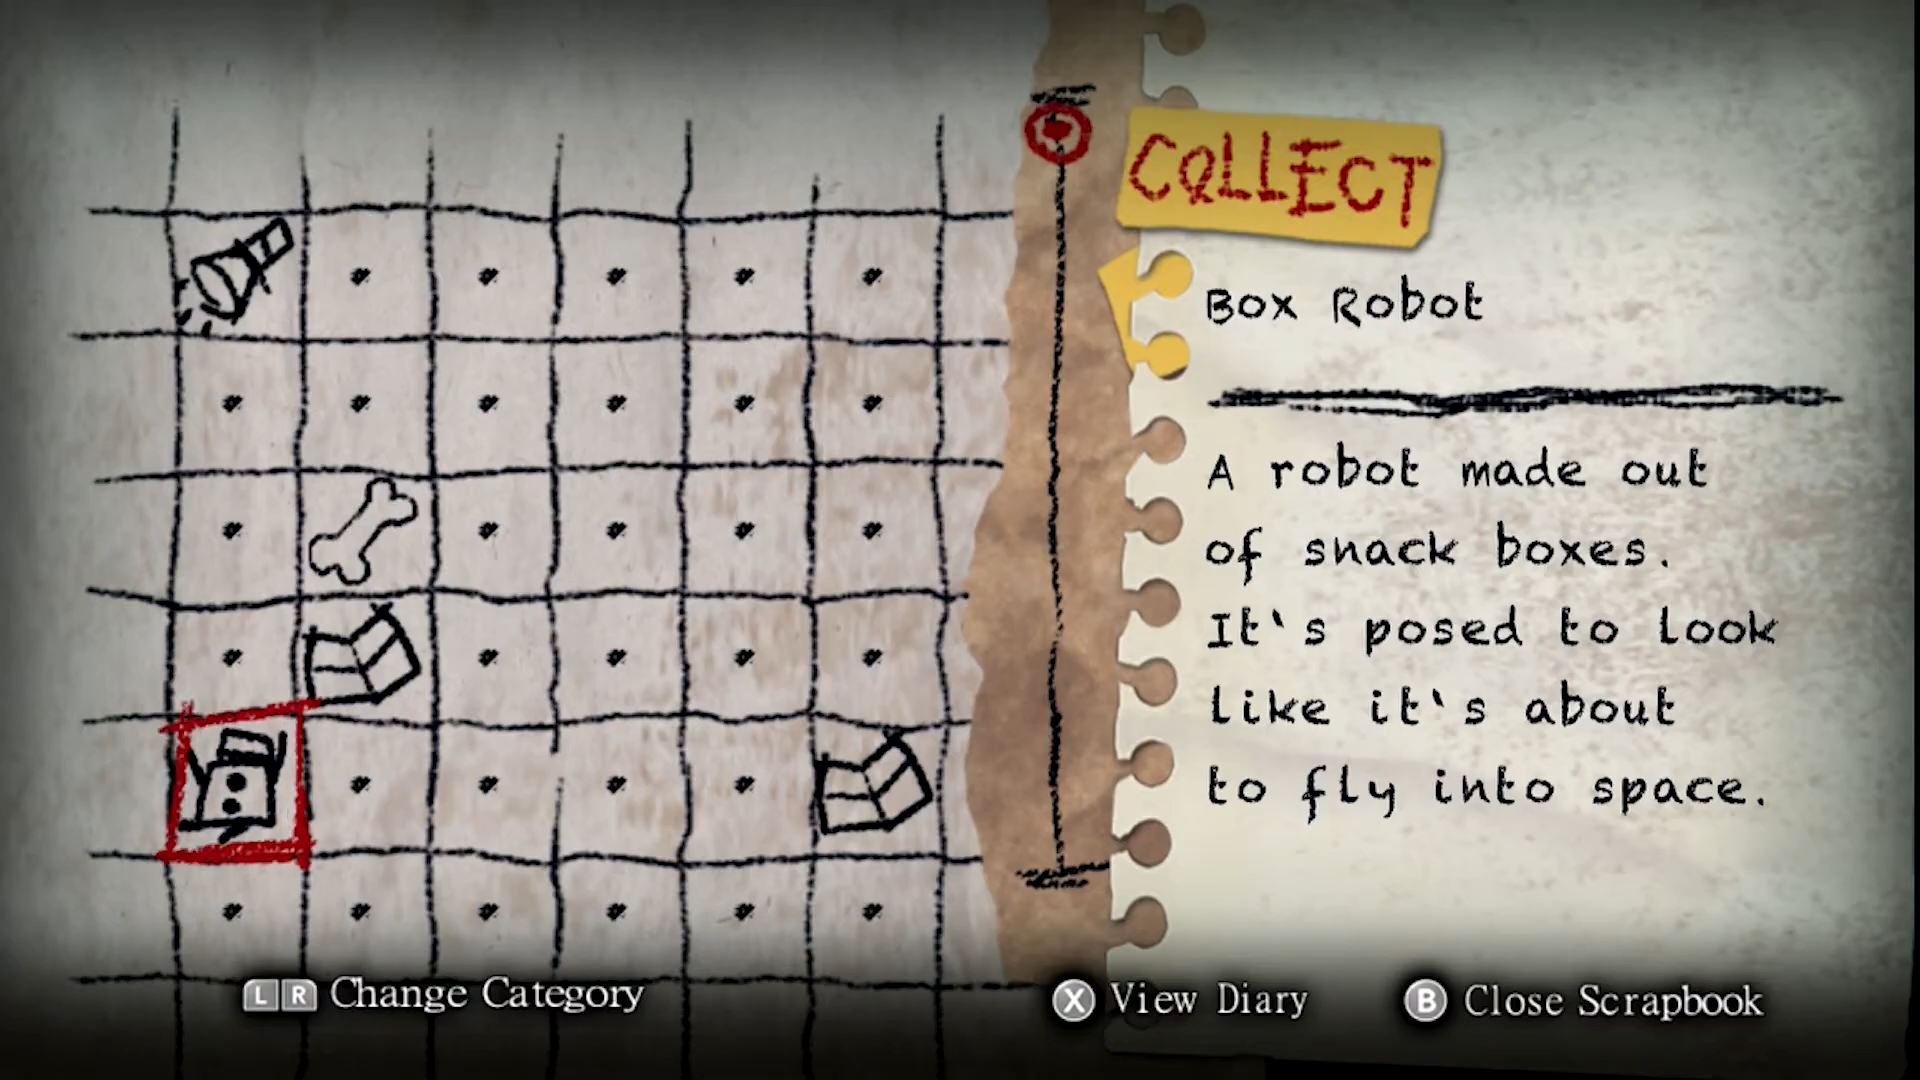 COLLECT
Box Robot
A robot made out
of snack boxes.
It's posed to look
like it's about
to fly into space.
L R Change Category
X View Diary
B Close Scrapbook